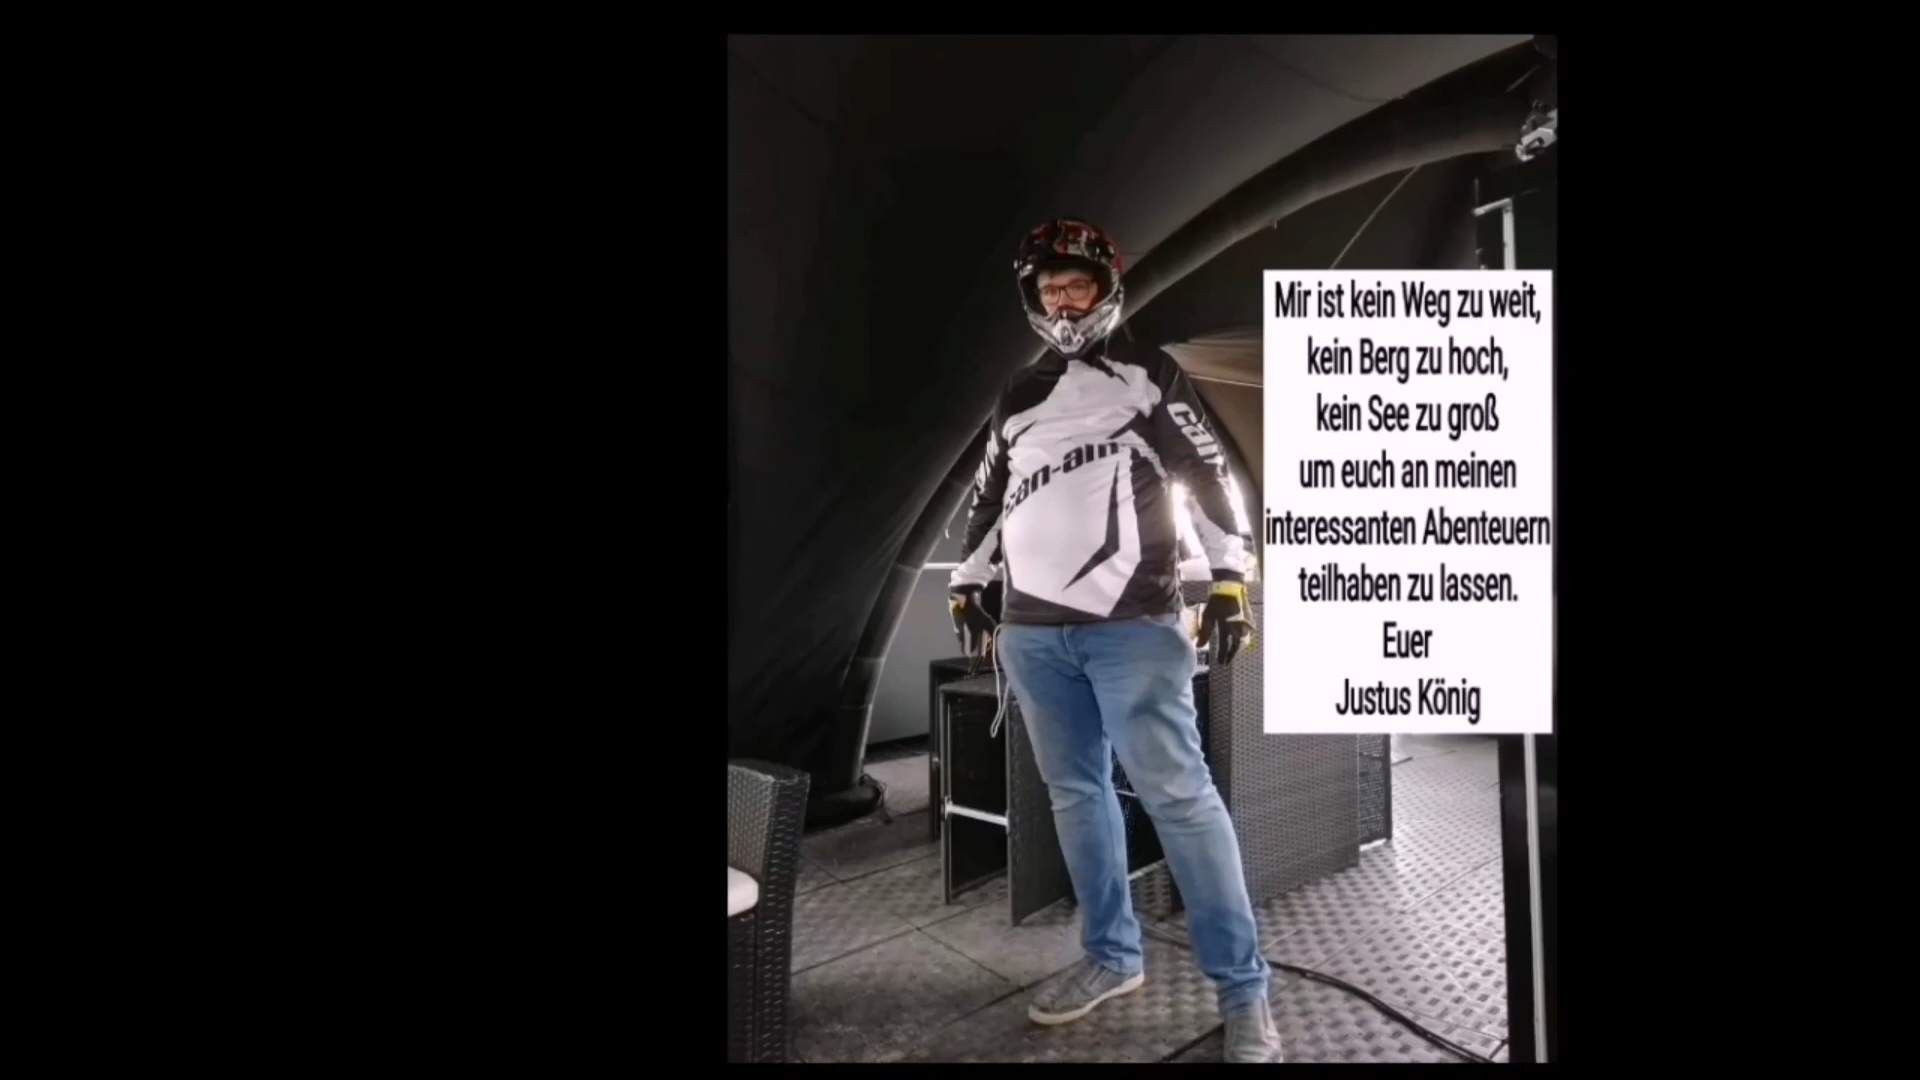 can-am
can
Mir ist kein Weg zu weit,
kein Berg zu hoch,
kein See zu groß
um euch an meinen
interessanten Abenteuern
teilhaben zu lassen.
Euer
Justus König